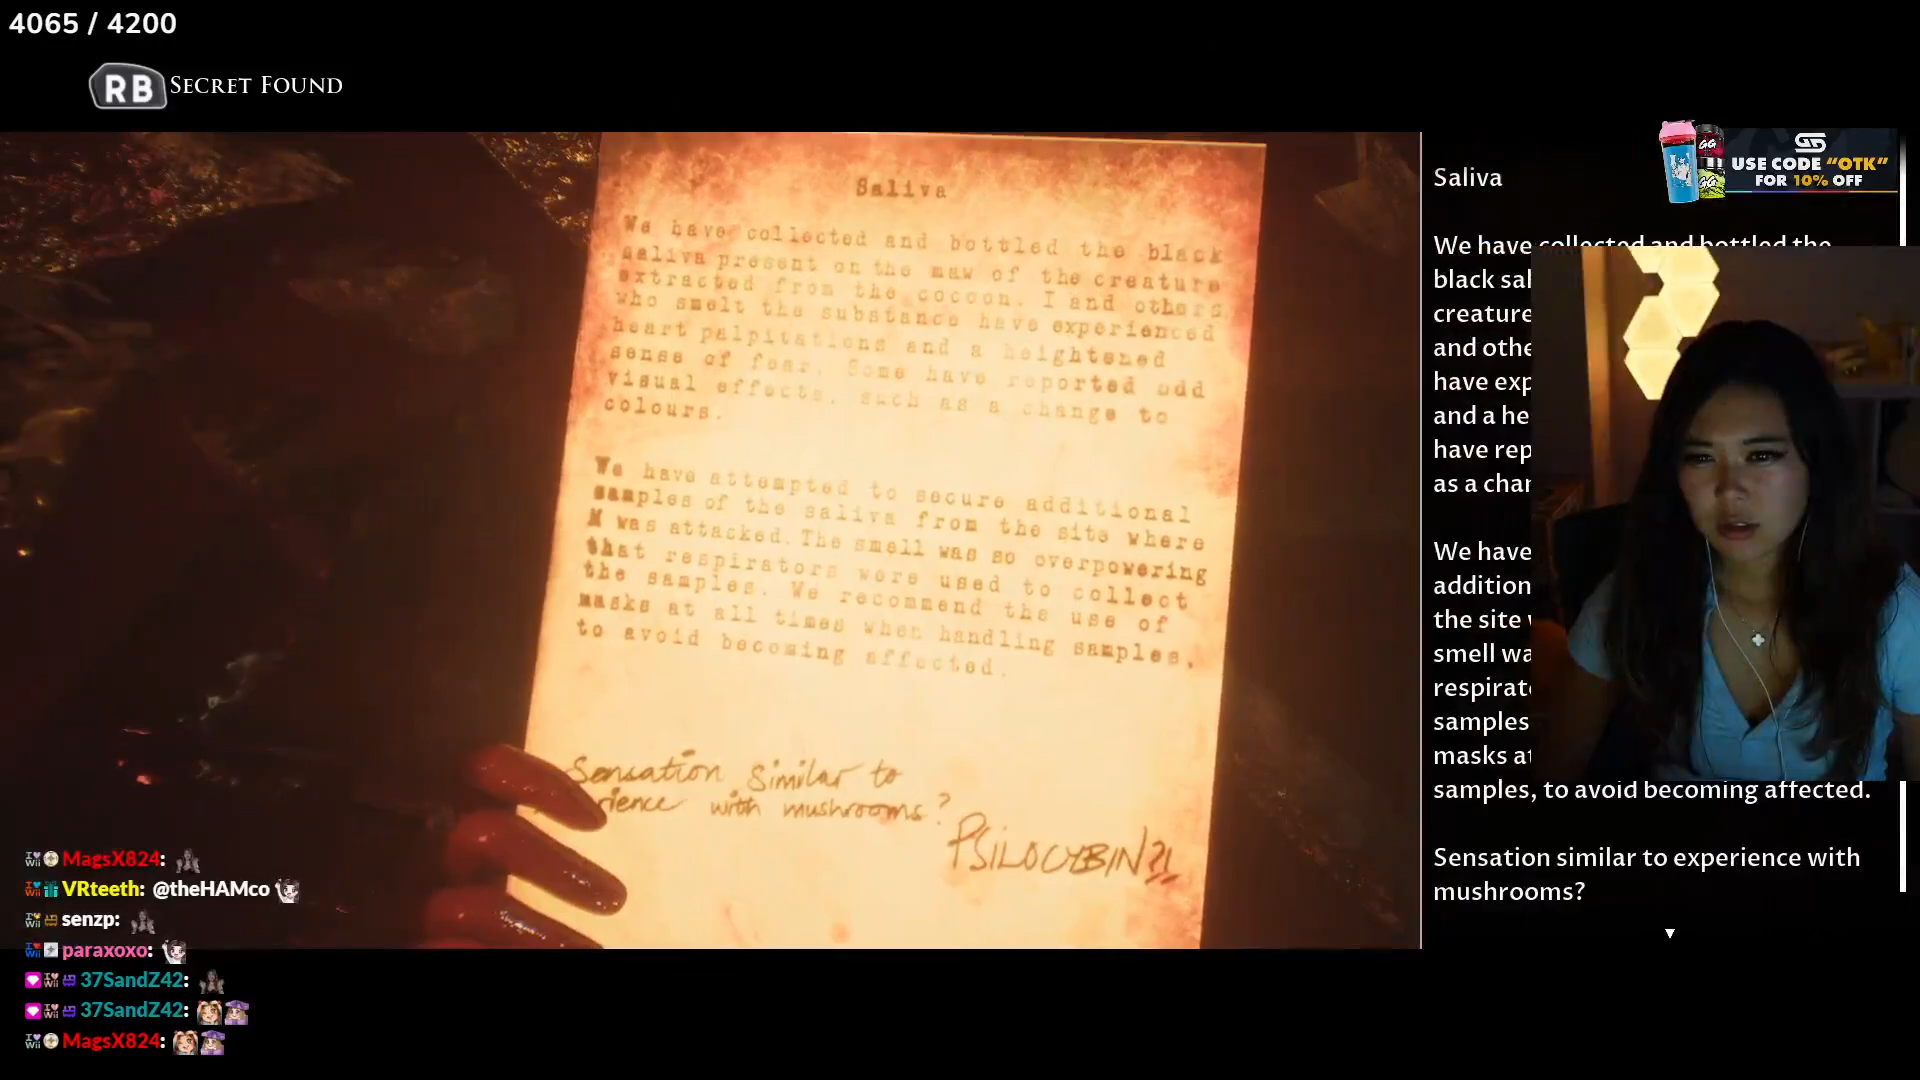 4065 / 4200
RB Secret Found
Saliva
We have collected and bottled the black
saliva present on the maw of the creature
extracted from the cocoon. I and others
who smelt the substance have experienced
heart palpitations and a heightened
sense of fear. Some have reported odd
visual effects, such as a change to
colours.
We have attempted to secure additional
samples of the saliva from the site where
M was attacked. The smell was so overpowering
that respirators were used to collect
the samples. We recommend the use of
masks at all times when handling samples,
to avoid becoming affected.
Sensation similar to
rience with mushrooms?
PSILOCYBIN?!
Saliva
We have collected and bottled the
black sal
creature
and othe
have exp
and a he
have rep
as a char
We have
addition
the site
smell wa
respirato
samples
masks at
samples, to avoid becoming affected.
Sensation similar to experience with
mushrooms?
GG
GG
USE CODE "OTK"
FOR 10% OFF
MagsX824:
VRteeth: @theHAMco
senzp:
paraxoxo:
37SandZ42:
37SandZ42:
MagsX824: